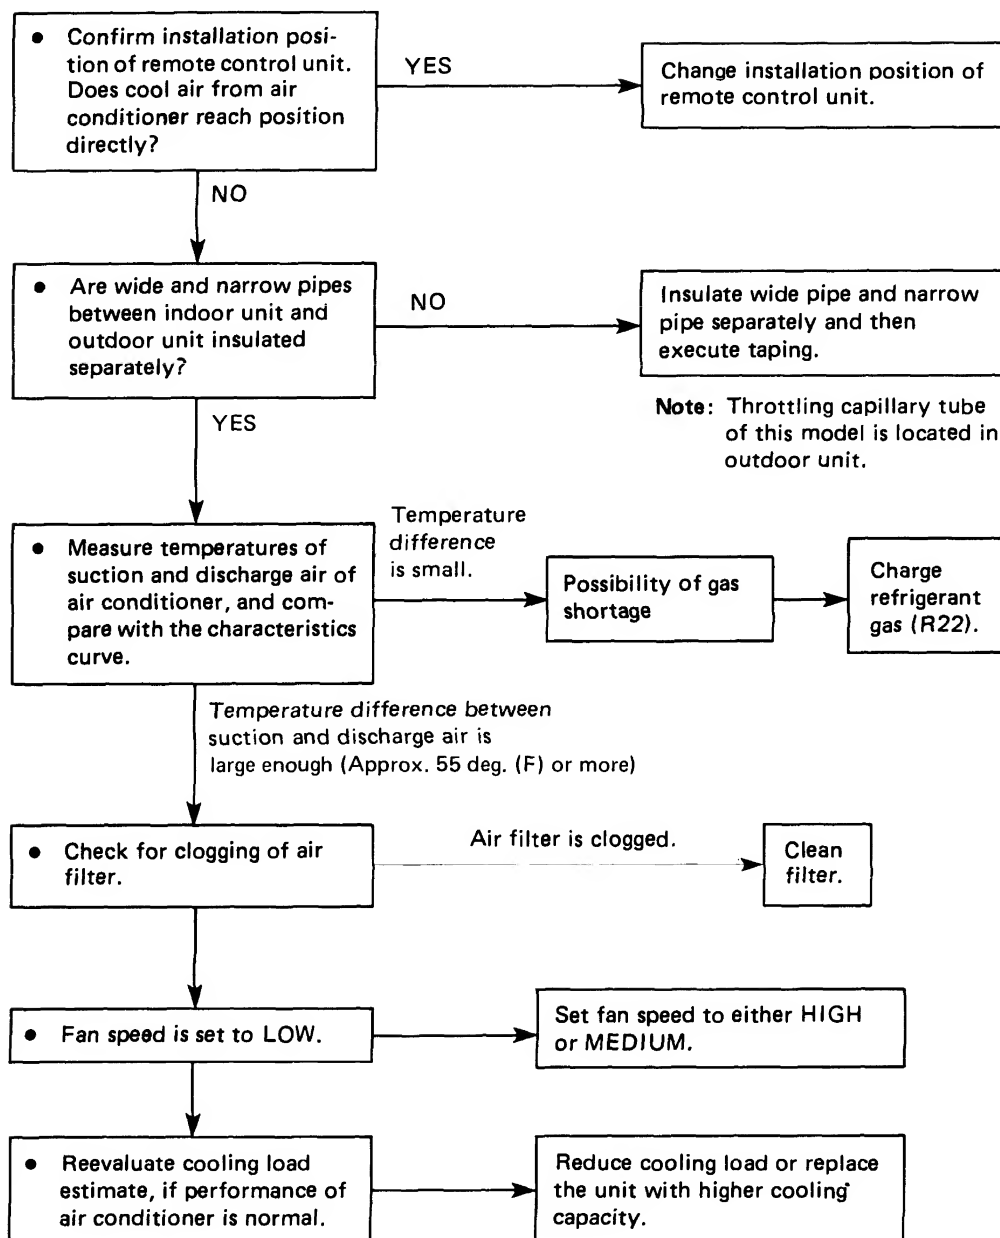 ● Confirm installation posi-
tion of remote control unit.
Does cool air from air
conditioner reach position
directly?
YES
Change installation position of
remote control unit.
NO
● Are wide and narrow pipes
between indoor unit and
outdoor unit insulated
separately?
NO
Insulate wide pipe and narrow
pipe separately and then
execute taping.
Note: Throttling capillary tube
of this model is located in
outdoor unit.
YES
● Measure temperatures of
suction and discharge air of
air conditioner, and com-
pare with the characteristics
curve.
Temperature
difference
is small.
Possibility of gas
shortage
Charge
refrigerant
gas (R22).
Temperature difference between
suction and discharge air is
large enough (Approx. 55 deg. (F) or more)
● Check for clogging of air
filter.
Air filter is clogged.
Clean
filter.
● Fan speed is set to LOW.
Set fan speed to either HIGH
or MEDIUM.
● Reevaluate cooling load
estimate, if performance of
air conditioner is normal.
Reduce cooling load or replace
the unit with higher cooling
capacity.